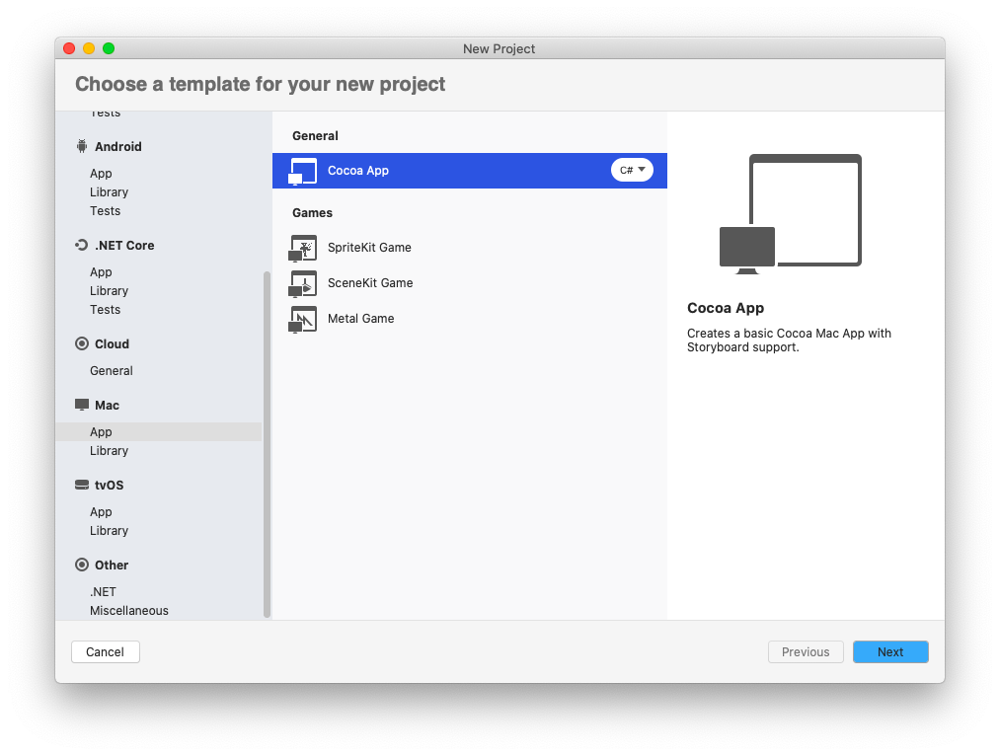 New Project
Choose a template for your new project
Tests
Android
App
Library
Tests
.NET Core
App
Library
Tests
Cloud
General
Mac
App
Library
tvOS
App
Library
Other
.NET
Miscellaneous
General
Cocoa App
C#
Games
SpriteKit Game
SceneKit Game
Metal Game
Cocoa App
Creates a basic Cocoa Mac App with
Storyboard support.
Cancel
Previous
Next